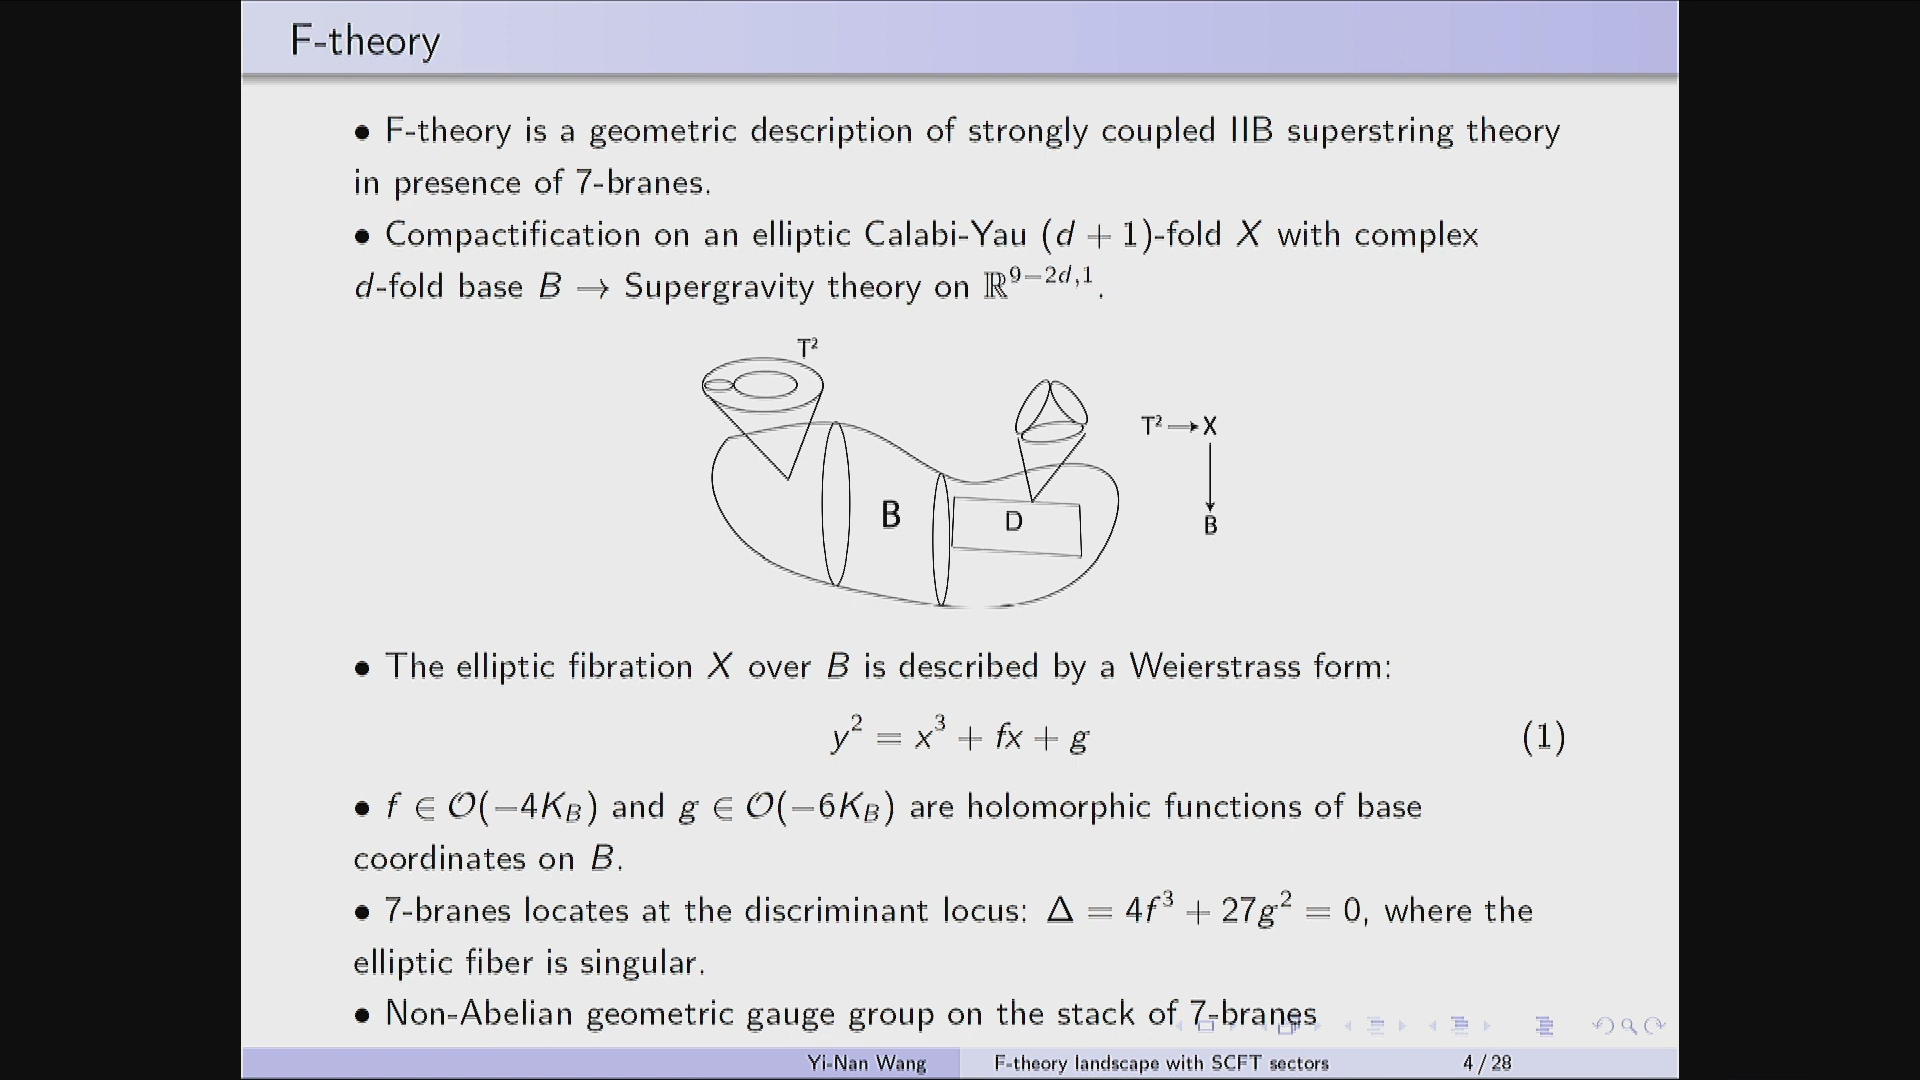 F-theory
• F-theory is a geometric description of strongly coupled IIB superstring theory
in presence of 7-branes.
• Compactification on an elliptic Calabi-Yau (d + 1)-fold X with complex
d-fold base B → Supergravity theory on ℝ^{9−2d,1}.
T²
T² → X
B
D
B
• The elliptic fibration X over B is described by a Weierstrass form:
y² = x³ + fx + g (1)
• f ∈ 𝒪(−4K_B) and g ∈ 𝒪(−6K_B) are holomorphic functions of base
coordinates on B.
• 7-branes locates at the discriminant locus: Δ = 4f³ + 27g² = 0, where the
elliptic fiber is singular.
• Non-Abelian geometric gauge group on the stack of 7-branes
Yi-Nan Wang F-theory landscape with SCFT sectors 4 / 28